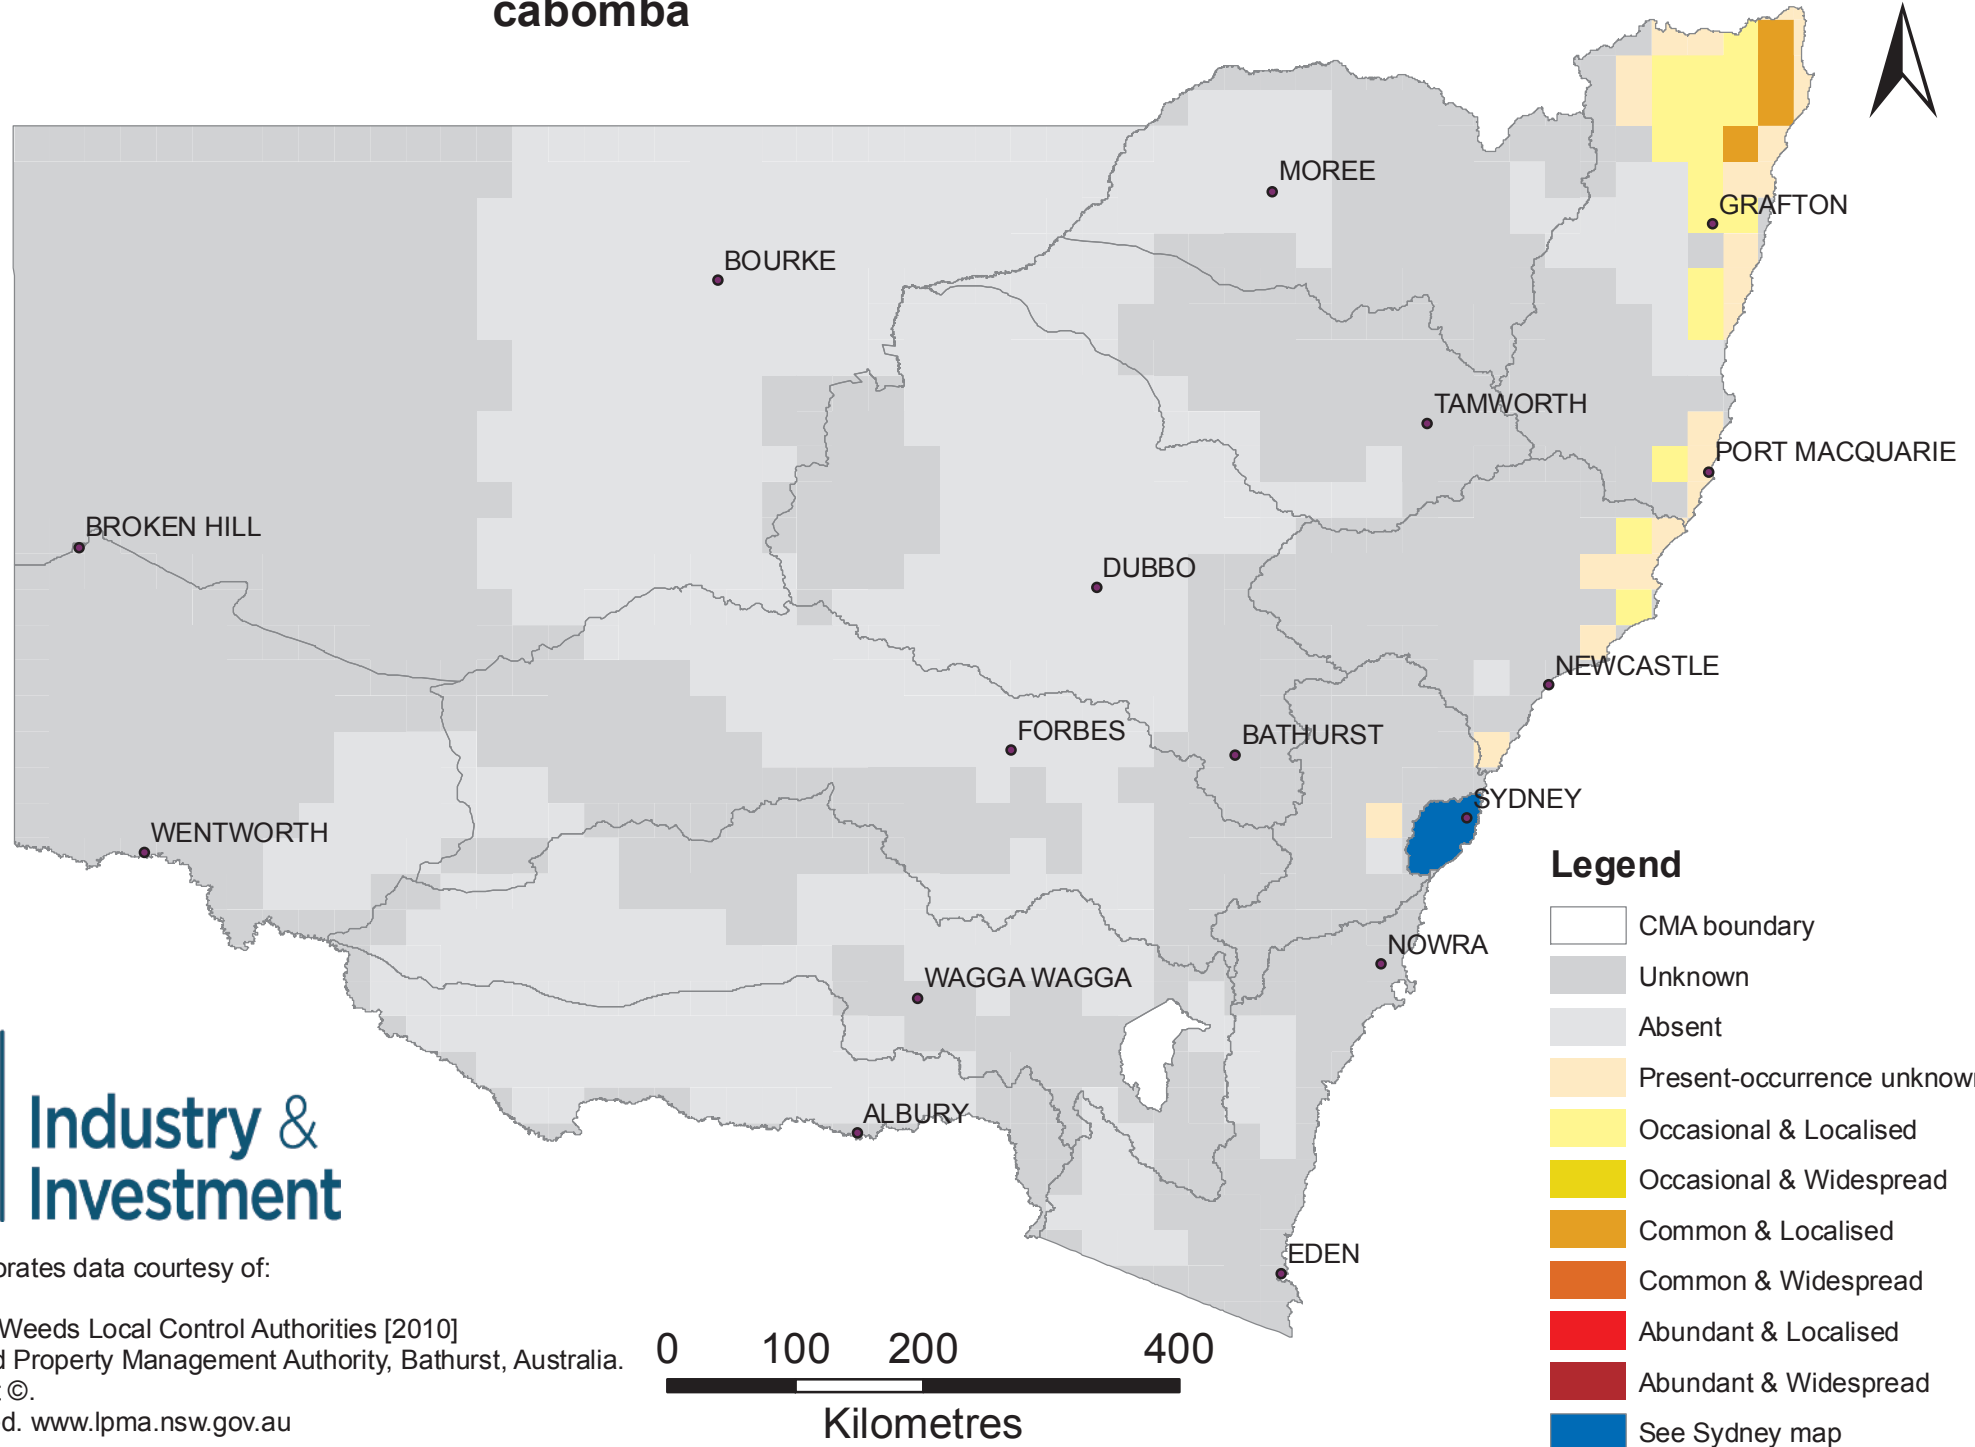 cabomba
MOREE
GRAFTON
BOURKE
TAMWORTH
PORT MACQUARIE
BROKEN HILL
DUBBO
NEWCASTLE
FORBES
BATHURST
SYDNEY
WENTWORTH
NOWRA
WAGGA WAGGA
ALBURY
EDEN
Legend
CMA boundary
Unknown
Absent
Present-occurrence unknow
Occasional & Localised
Occasional & Widespread
Common & Localised
Common & Widespread
Abundant & Localised
Abundant & Widespread
See Sydney map
Industry &
Investment
orates data courtesy of:
Weeds Local Control Authorities [2010]
d Property Management Authority, Bathurst, Australia.
©.
d. www.lpma.nsw.gov.au
0 100 200 400
Kilometres